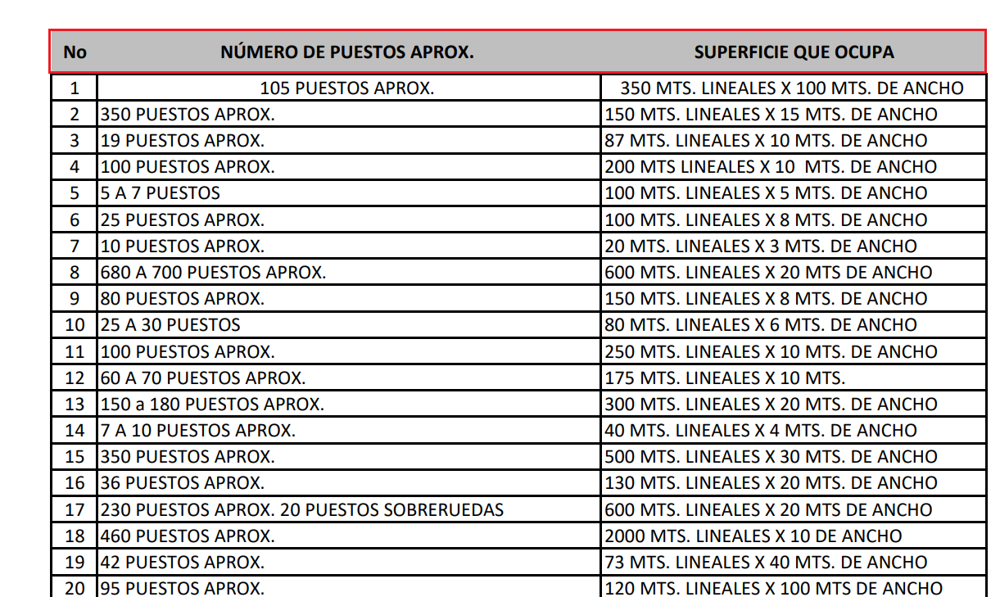 No NÚMERO DE PUESTOS APROX. SUPERFICIE QUE OCUPA
1 105 PUESTOS APROX. 350 MTS. LINEALES X 100 MTS. DE ANCHO
2 350 PUESTOS APROX. 150 MTS. LINEALES X 15 MTS. DE ANCHO
3 19 PUESTOS APROX. 87 MTS. LINEALES X 10 MTS. DE ANCHO
4 100 PUESTOS APROX. 200 MTS LINEALES X 10  MTS. DE ANCHO
5 5 A 7 PUESTOS 100 MTS. LINEALES X 5 MTS. DE ANCHO
6 25 PUESTOS APROX. 100 MTS. LINEALES X 8 MTS. DE ANCHO
7 10 PUESTOS APROX. 20 MTS. LINEALES X 3 MTS. DE ANCHO
8 680 A 700 PUESTOS APROX. 600 MTS. LINEALES X 20 MTS DE ANCHO
9 80 PUESTOS APROX. 150 MTS. LINEALES X 8 MTS. DE ANCHO
10 25 A 30 PUESTOS 80 MTS. LINEALES X 6 MTS. DE ANCHO
11 100 PUESTOS APROX. 250 MTS. LINEALES X 10 MTS. DE ANCHO
12 60 A 70 PUESTOS APROX. 175 MTS. LINEALES X 10 MTS.
13 150 a 180 PUESTOS APROX. 300 MTS. LINEALES X 20 MTS. DE ANCHO
14 7 A 10 PUESTOS APROX. 40 MTS. LINEALES X 4 MTS. DE ANCHO
15 350 PUESTOS APROX. 500 MTS. LINEALES X 30 MTS. DE ANCHO
16 36 PUESTOS APROX. 130 MTS. LINEALES X 20 MTS. DE ANCHO
17 230 PUESTOS APROX. 20 PUESTOS SOBRERUEDAS 600 MTS. LINEALES X 20 MTS DE ANCHO
18 460 PUESTOS APROX. 2000 MTS. LINEALES X 10 DE ANCHO
19 42 PUESTOS APROX. 73 MTS. LINEALES X 40 MTS. DE ANCHO
20 95 PUESTOS APROX. 120 MTS. LINEALES X 100 MTS DE ANCHO